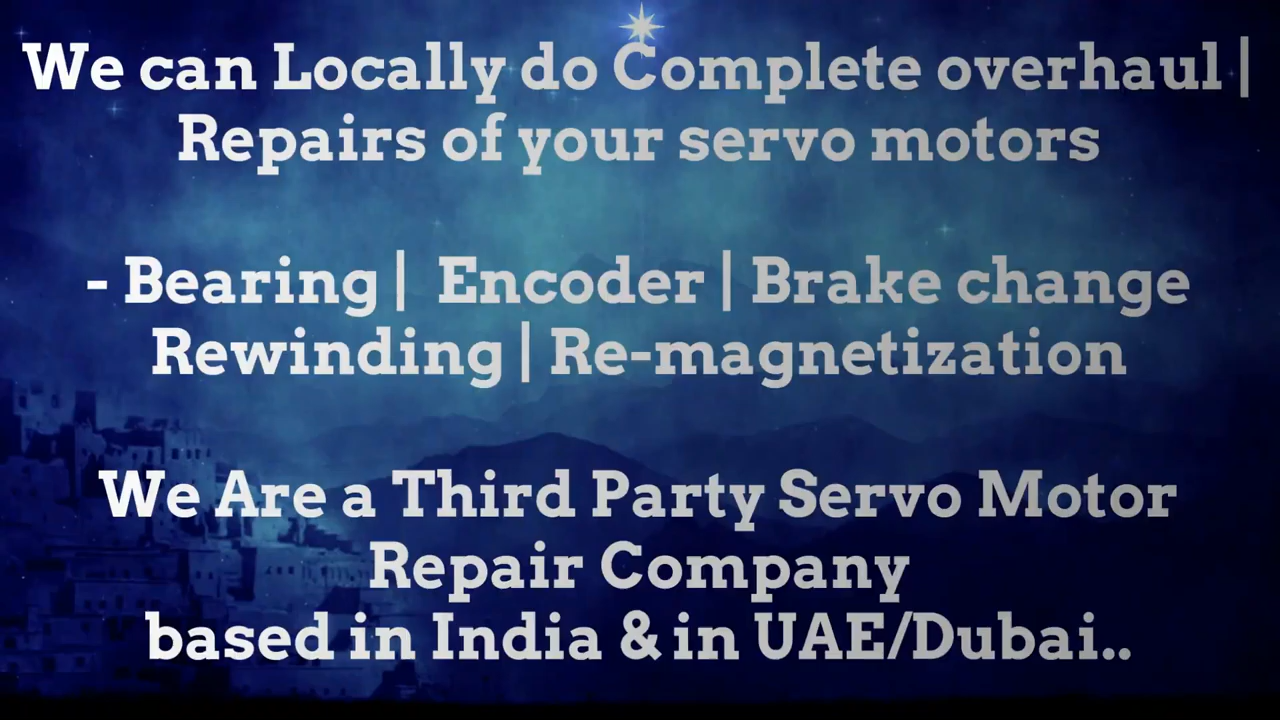 We can Locally do Complete overhaul |
Repairs of your servo motors
- Bearing | Encoder | Brake change
Rewinding | Re-magnetization
We Are a Third Party Servo Motor
Repair Company
based in India & in UAE/Dubai..